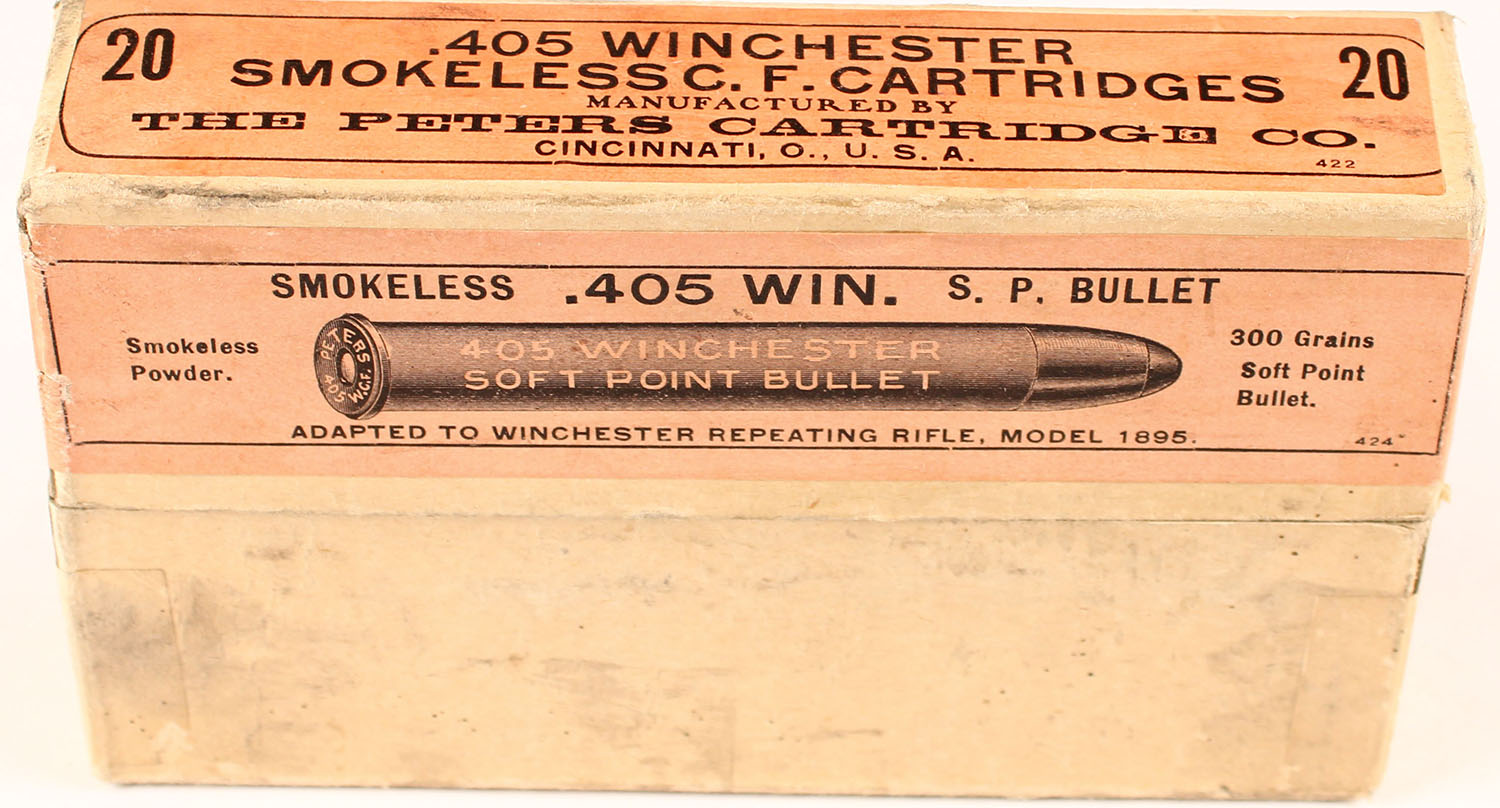 20
.405 WINCHESTER
20
SMOKELESS C. F. CARTRIDGES
MANUFACTURED BY
THE PETERS CARTRIDGE CO.
CINCINNATI, O., U. S. A.
422
SMOKELESS .405 WIN. S. P. BULLET
Smokeless
Powder.
PETERS
405 W.C.F.
405 WINCHESTER
SOFT POINT BULLET
300 Grains
Soft Point
Bullet.
ADAPTED TO WINCHESTER REPEATING RIFLE, MODEL 1895.
424